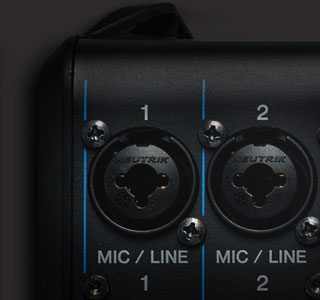 1 2
NEUTRIK NEUTRIK
MIC / LINE MIC / LINE
1 2